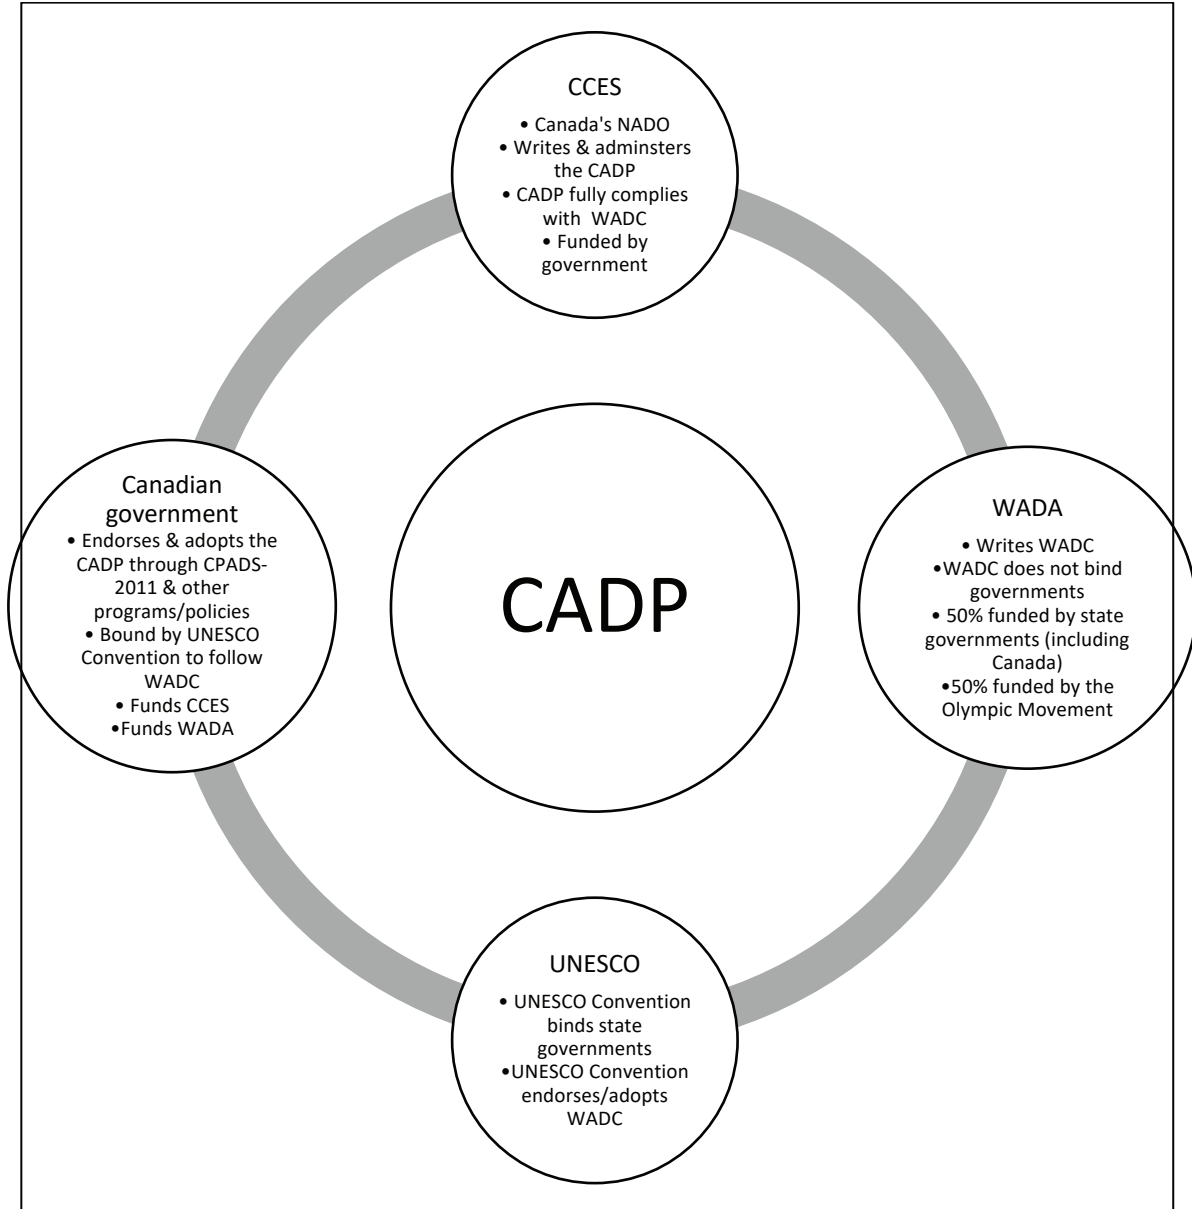 CCES
• Canada's NADO
• Writes & adminsters
the CADP
• CADP fully complies
with WADC
• Funded by
government
Canadian
government
• Endorses & adopts the
CADP through CPADS-
2011 & other
programs/policies
• Bound by UNESCO
Convention to follow
WADC
• Funds CCES
•Funds WADA
CADP
WADA
• Writes WADC
•WADC does not bind
governments
• 50% funded by state
governments (including
Canada)
•50% funded by the
Olympic Movement
UNESCO
• UNESCO Convention
binds state
governments
•UNESCO Convention
endorses/adopts
WADC